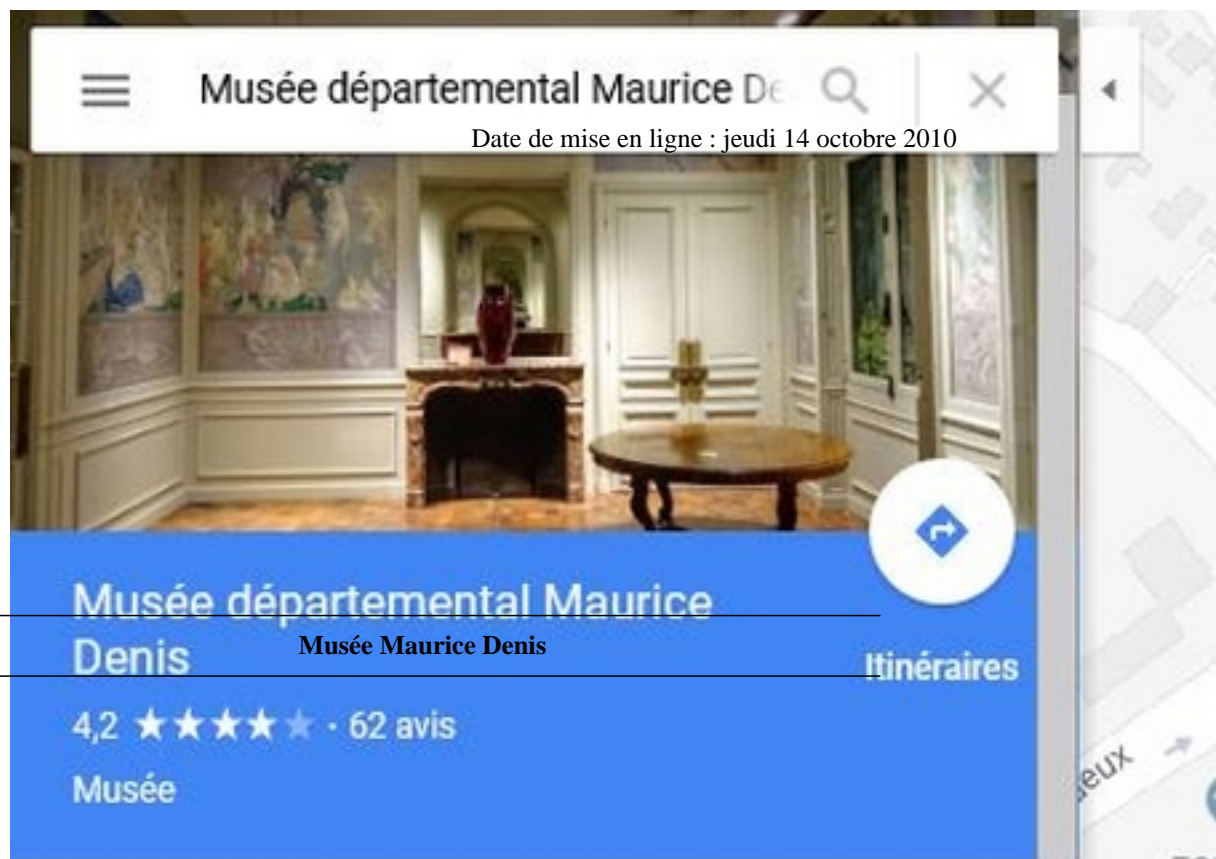 Musée départemental Maurice De
Date de mise en ligne : jeudi 14 octobre 2010
Musée départemental Maurice
Denis
Musée Maurice Denis
Itinéraires
4,2 ★★★★★ · 62 avis
Musée
eux